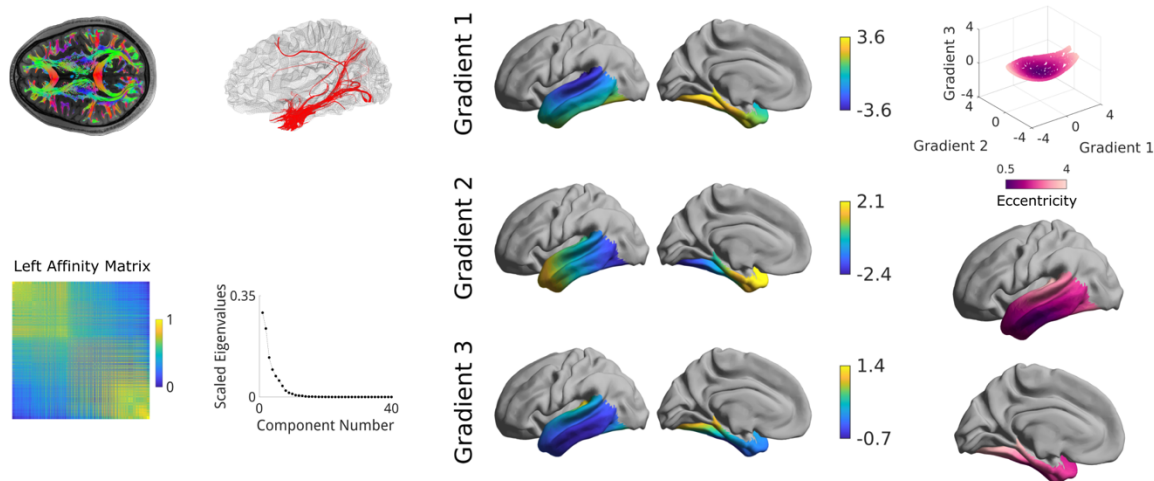 Gradient 1
3.6
-3.6
Gradient 3
4
0
-4
4
0
-4
-4
0
4
Gradient 2
Gradient 1
0.5
4
Eccentricity
Gradient 2
2.1
-2.4
Left Affinity Matrix
1
0
Scaled Eigenvalues
0.35
0
0
40
Component Number
Gradient 3
1.4
-0.7